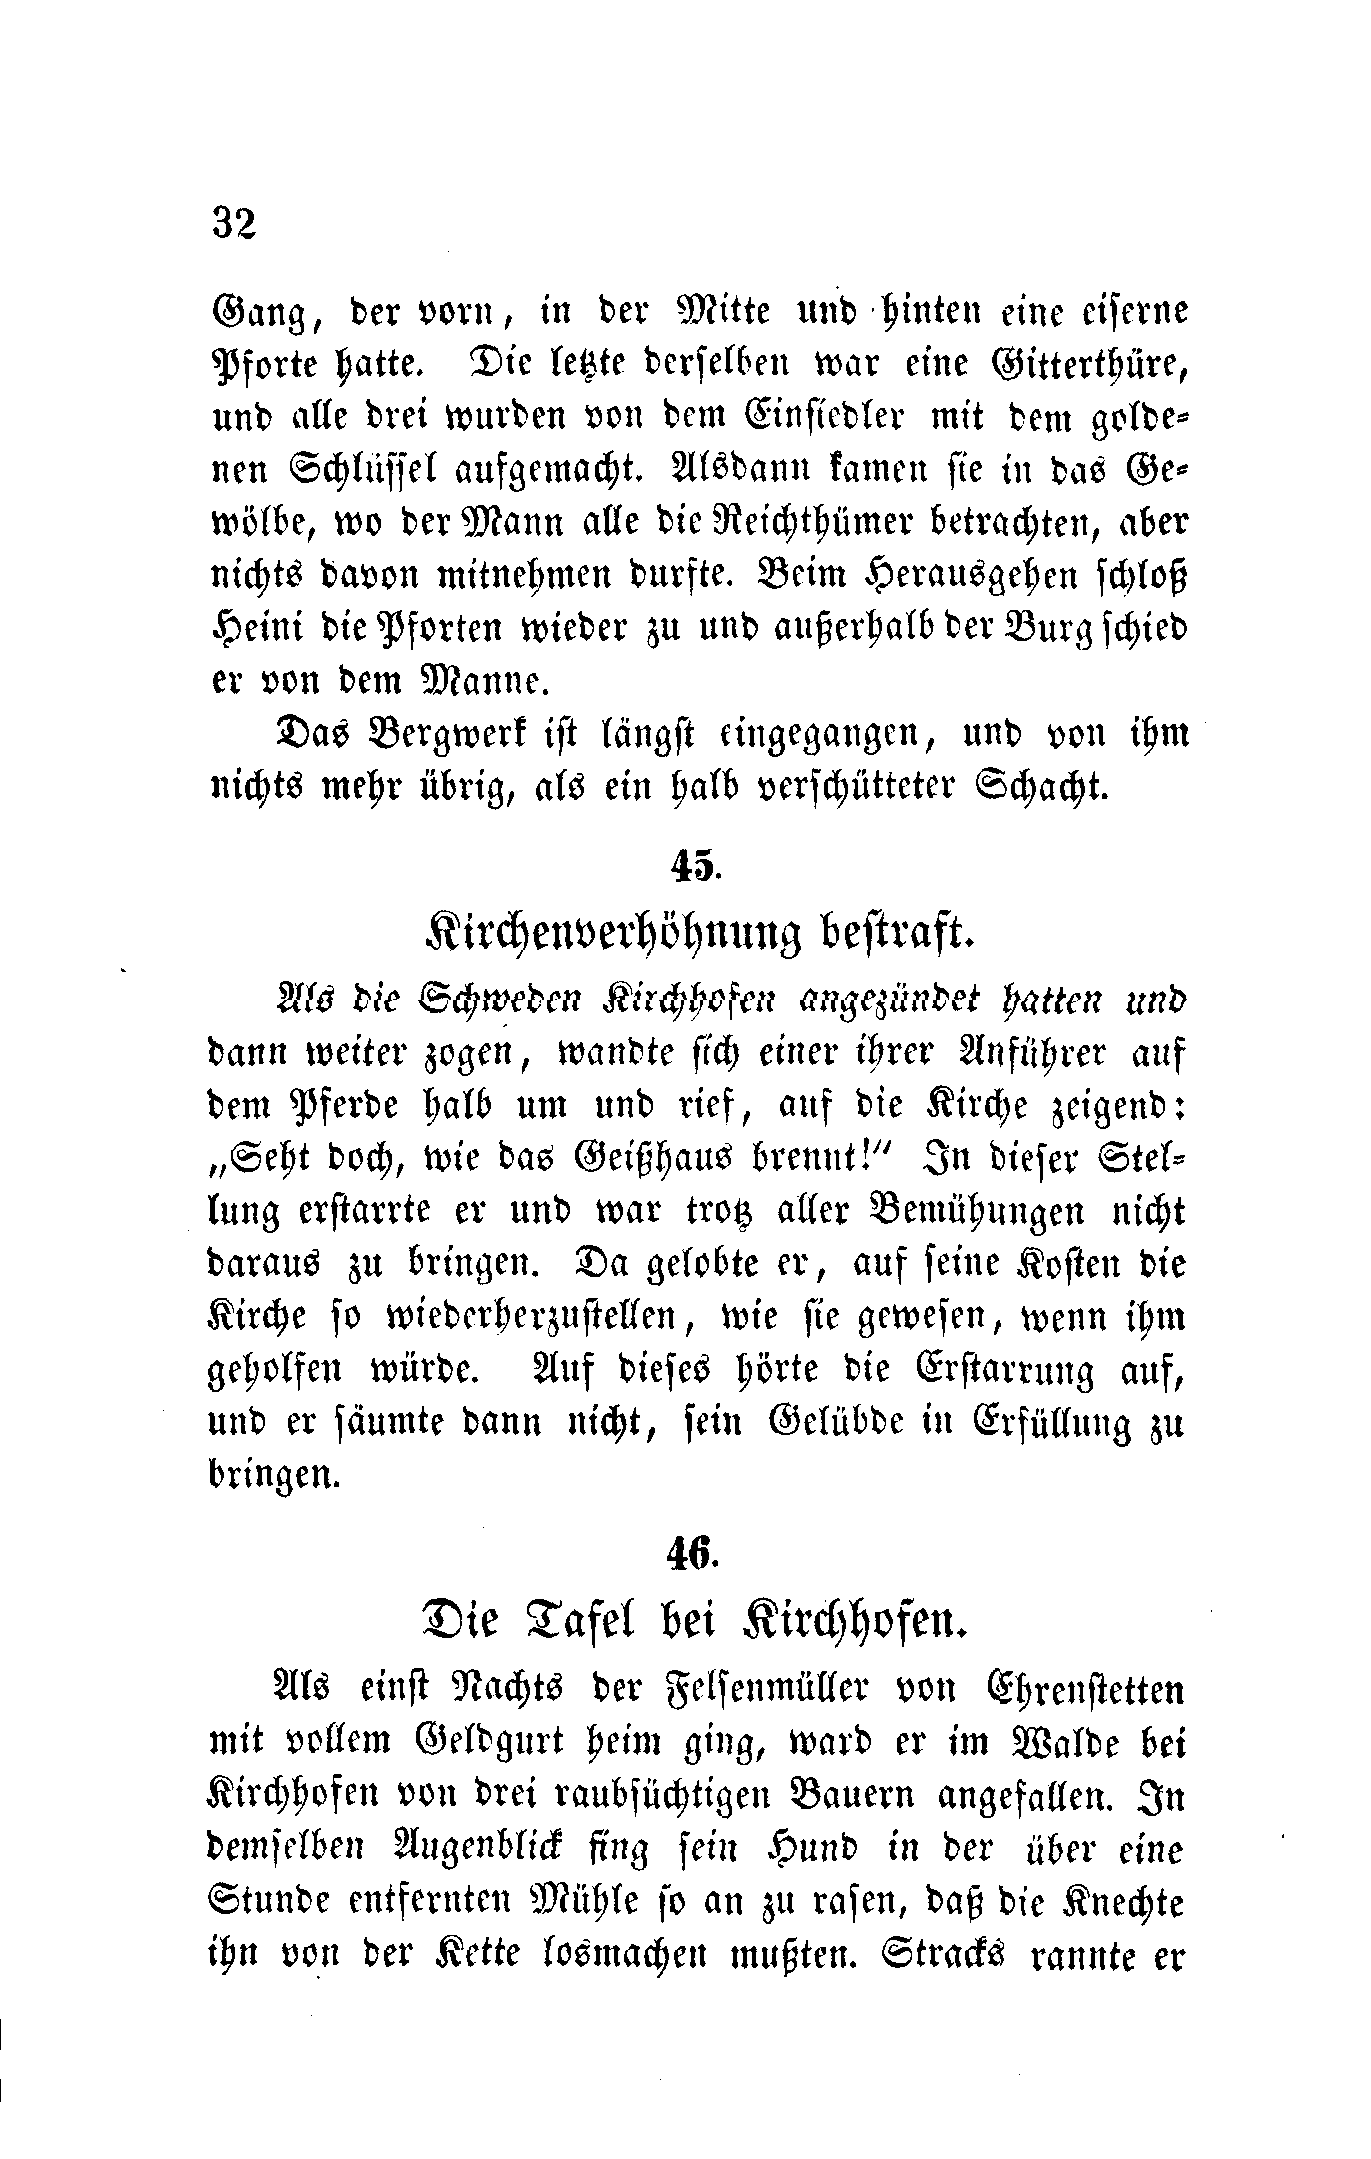 32
Gang, der vorn, in der Mitte und hinten eine eiserne
Pforte hatte. Die letzte derselben war eine Gitterthüre,
und alle drei wurden von dem Einsiedler mit dem golde-
nen Schlüssel aufgemacht. Alsdann kamen sie in das Ge-
wölbe, wo der Mann alle die Reichthümer betrachten, aber
nichts davon mitnehmen durfte. Beim Herausgehen schloß
Heini die Pforten wieder zu und außerhalb der Burg schied
er von dem Manne.
Das Bergwerk ist längst eingegangen, und von ihm
nichts mehr übrig, als ein halb verschütteter Schacht.
45.
Kirchenverhöhnung bestraft.
Als die Schweden Kirchhofen angezündet hatten und
dann weiter zogen, wandte sich einer ihrer Anführer auf
dem Pferde halb um und rief, auf die Kirche zeigend:
„Seht doch, wie das Geißhaus brennt!“ In dieser Stel-
lung erstarrte er und war trotz aller Bemühungen nicht
daraus zu bringen. Da gelobte er, auf seine Kosten die
Kirche so wiederherzustellen, wie sie gewesen, wenn ihm
geholfen würde. Auf dieses hörte die Erstarrung auf,
und er säumte dann nicht, sein Gelübde in Erfüllung zu
bringen.
46.
Die Tafel bei Kirchhofen.
Als einst Nachts der Felsenmüller von Ehrenstetten
mit vollem Geldgurt heim ging, ward er im Walde bei
Kirchhofen von drei raubsüchtigen Bauern angefallen. In
demselben Augenblick fing sein Hund in der über eine
Stunde entfernten Mühle so an zu rasen, daß die Knechte
ihn von der Kette losmachen mußten. Stracks rannte er